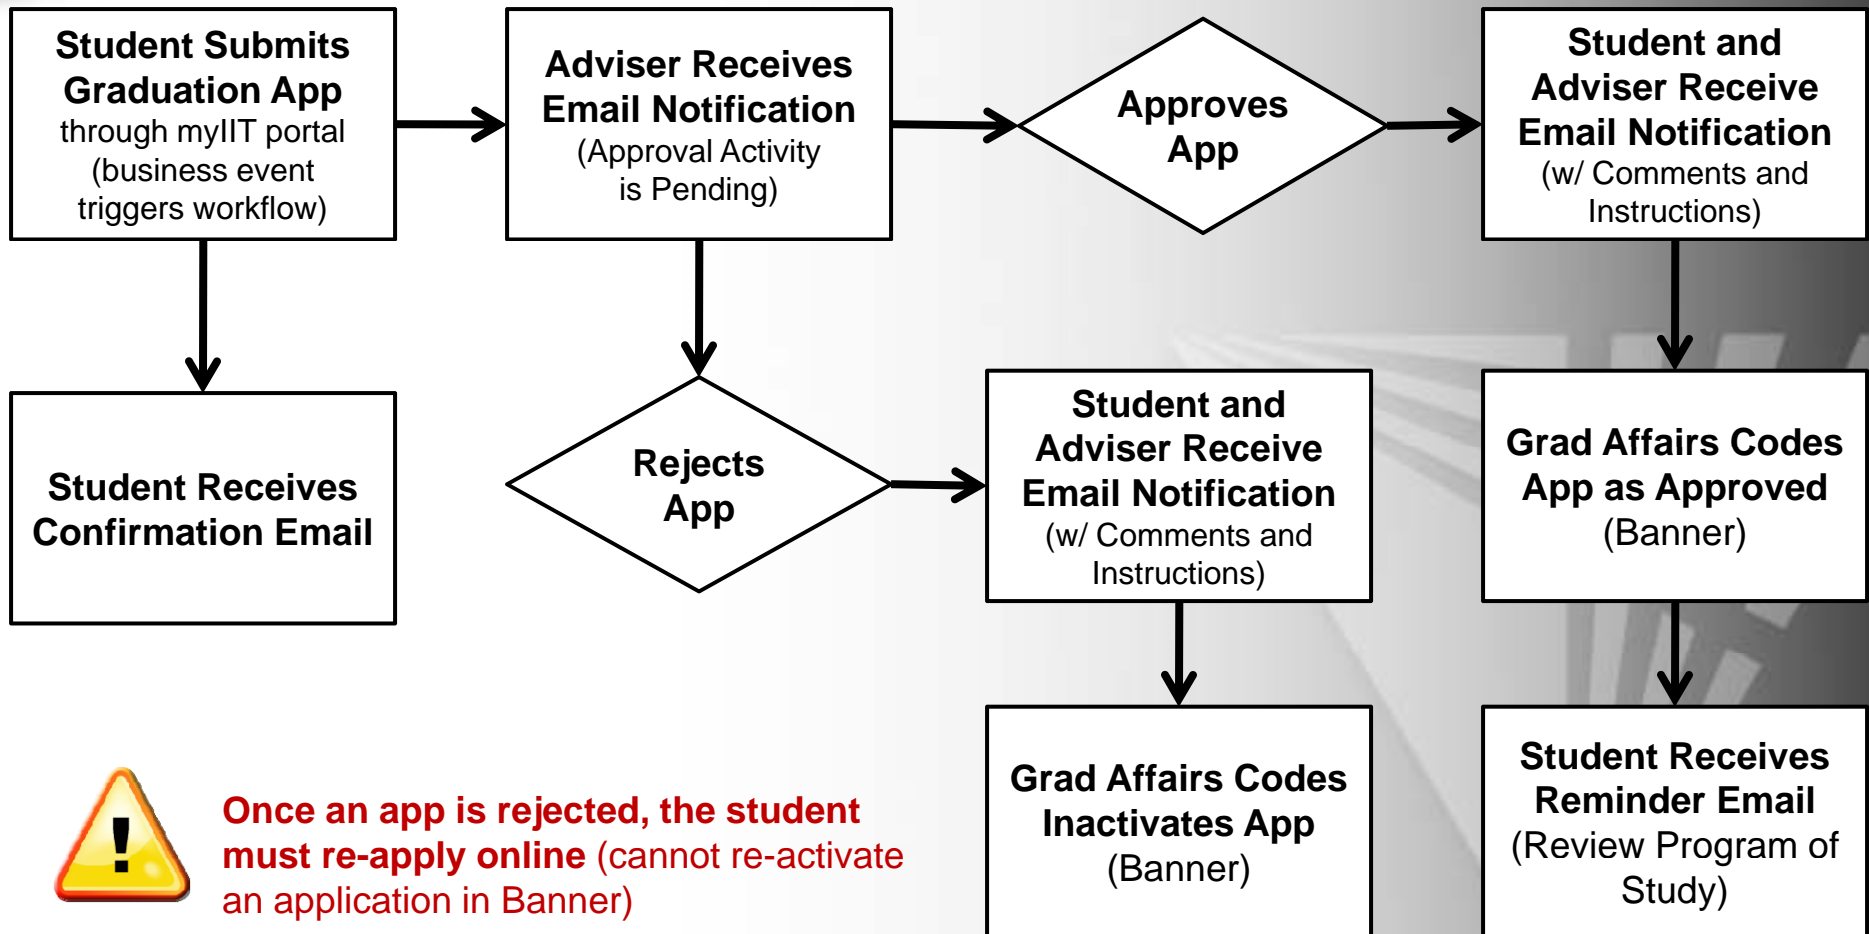 Student Submits
Graduation App
through myIIT portal
(business event
triggers workflow)
Adviser Receives
Email Notification
(Approval Activity
is Pending)
Approves
App
Student and
Adviser Receive
Email Notification
(w/ Comments and
Instructions)
Student Receives
Confirmation Email
Rejects
App
Student and
Adviser Receive
Email Notification
(w/ Comments and
Instructions)
Grad Affairs Codes
App as Approved
(Banner)
Grad Affairs Codes
Inactivates App
(Banner)
Student Receives
Reminder Email
(Review Program of
Study)
!
Once an app is rejected, the student
must re-apply online (cannot re-activate
an application in Banner)